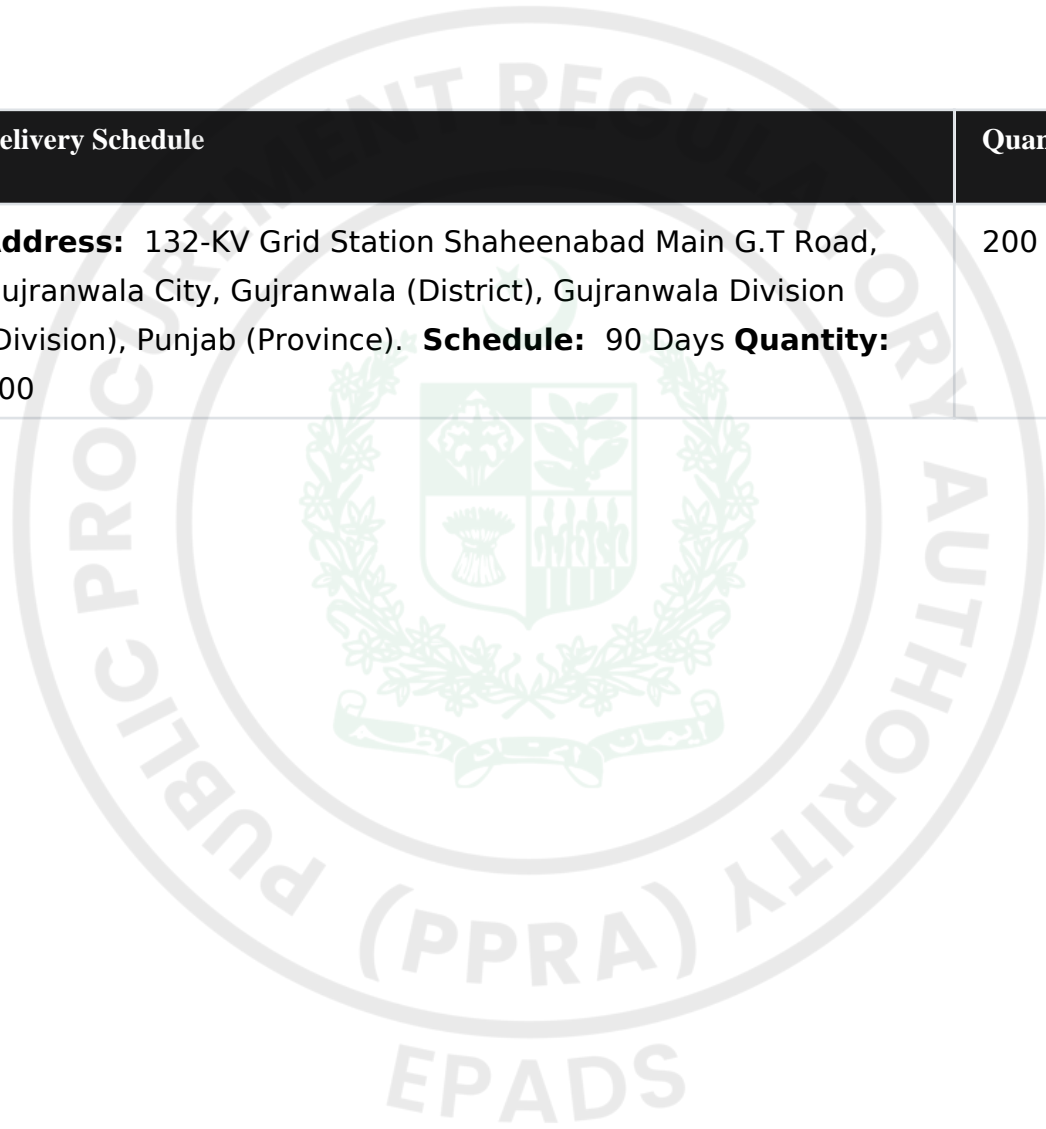 elivery Schedule
Quan
ddress: 132-KV Grid Station Shaheenabad Main G.T Road,
200
ujranwala City, Gujranwala (District), Gujranwala Division
Division), Punjab (Province). Schedule: 90 Days Quantity:
00
PUBLIC PROCUREMENT REGULATORY AUTHORITY
(PPRA)
EPADS